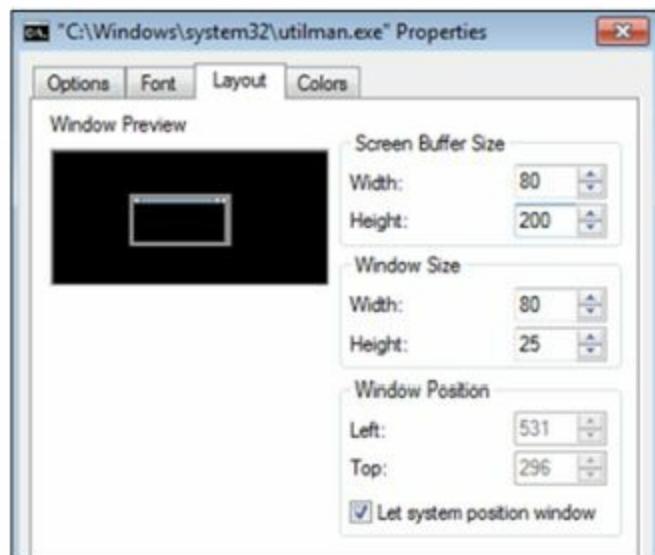 "C:\Windows\system32\utilman.exe" Properties
Options Font Layout Colors
Window Preview
Screen Buffer Size
Width: 80
Height: 200
Window Size
Width: 80
Height: 25
Window Position
Left: 531
Top: 296
Let system position window